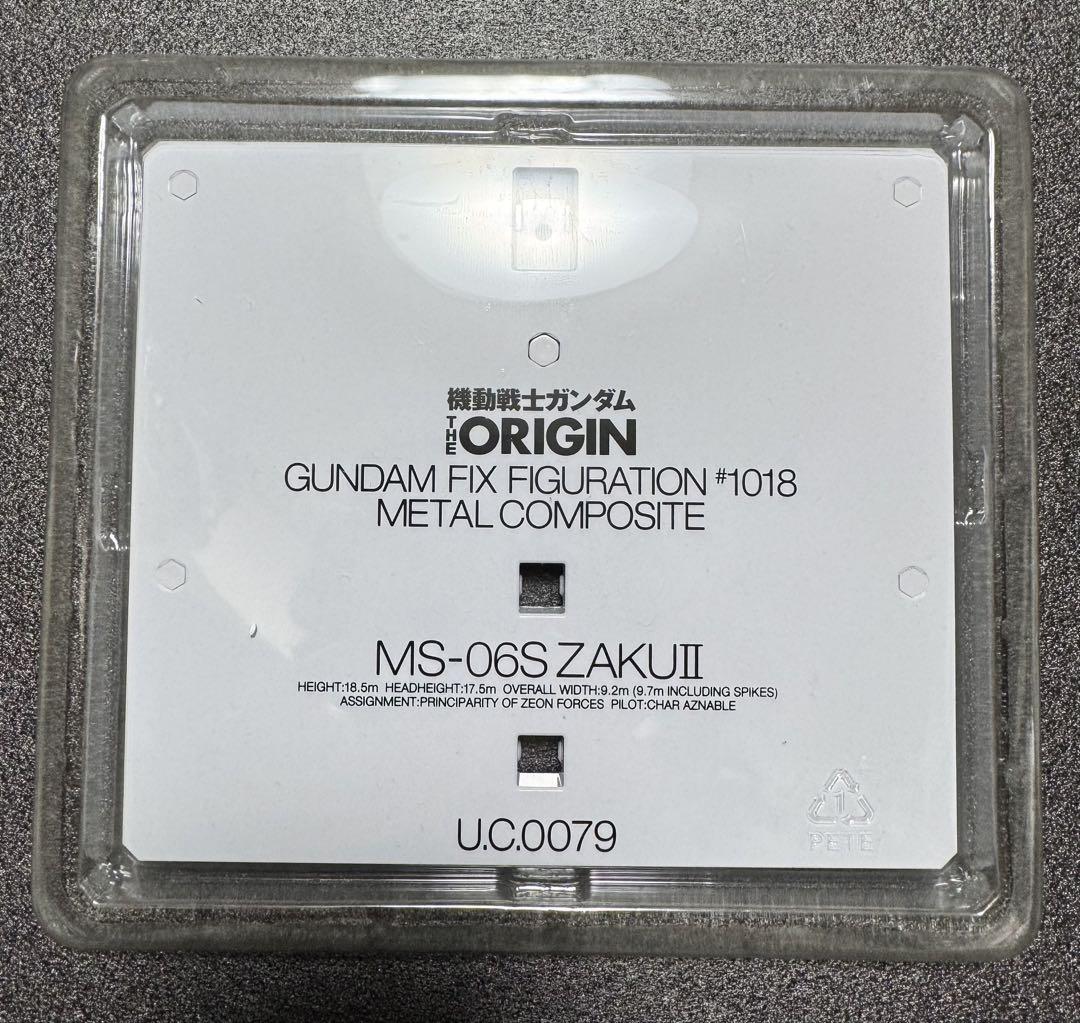 機動戦士ガンダム
THE ORIGIN
GUNDAM FIX FIGURATION #1018
METAL COMPOSITE
MS-06S ZAKUⅡ
HEIGHT:18.5m HEADHEIGHT:17.5m OVERALL WIDTH:9.2m (9.7m INCLUDING SPIKES)
ASSIGNMENT:PRINCIPARITY OF ZEON FORCES PILOT:CHAR AZNABLE
U.C.0079
1
PETE